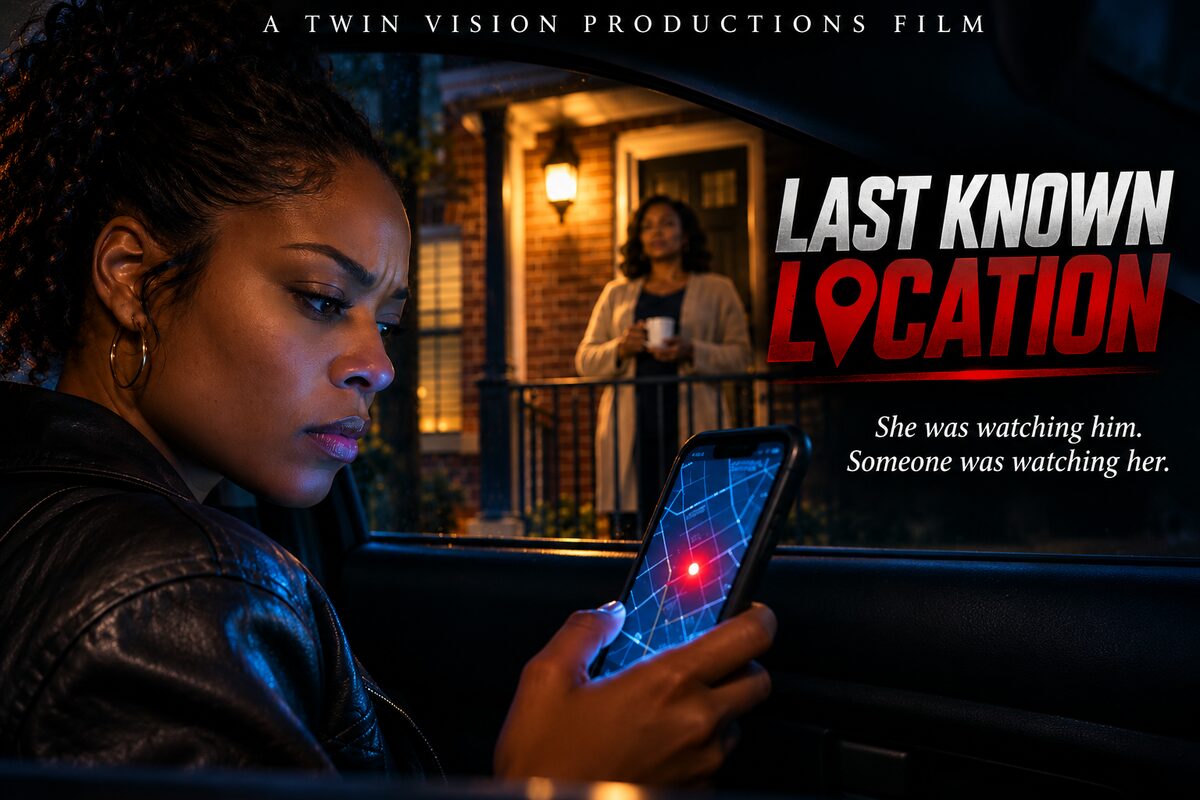 A TWIN VISION PRODUCTIONS FILM
LAST KNOWN
LOCATION
She was watching him.
Someone was watching her.